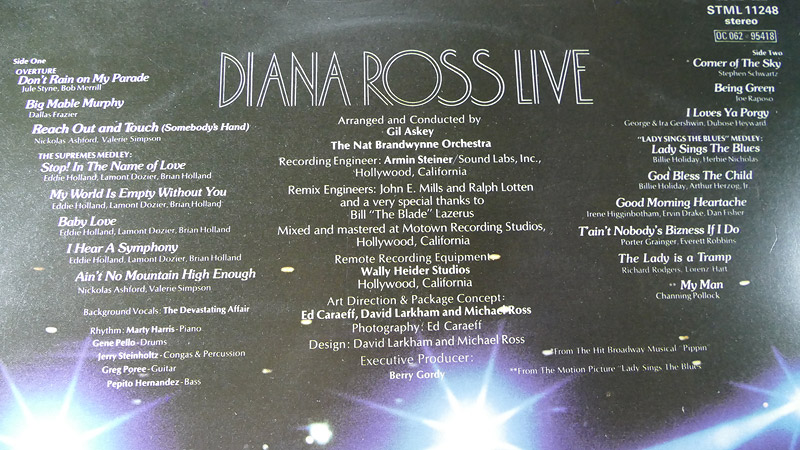 STML 11248
stereo
OC 062 - 95418
DIANA ROSS LIVE
Side One
OVERTURE
Don't Rain on My Parade
Jule Styne, Bob Merrill
Big Mable Murphy
Dallas Frazier
Reach Out and Touch (Somebody's Hand)
Nickolas Ashford, Valerie Simpson
THE SUPREMES MEDLEY:
Stop! In The Name of Love
Eddie Holland, Lamont Dozier, Brian Holland
My World Is Empty Without You
Eddie Holland, Lamont Dozier, Brian Holland
Baby Love
Eddie Holland, Lamont Dozier, Brian Holland
I Hear A Symphony
Eddie Holland, Lamont Dozier, Brian Holland
Ain't No Mountain High Enough
Nickolas Ashford, Valerie Simpson
Background Vocals: The Devastating Affair
Rhythm: Marty Harris - Piano
Gene Pello - Drums
Jerry Steinholtz - Congas & Percussion
Greg Poree - Guitar
Pepito Hernandez - Bass
Arranged and Conducted by
Gil Askey
The Nat Brandwynne Orchestra
Recording Engineer: Armin Steiner/Sound Labs, Inc.,
Hollywood, California
Remix Engineers: John E. Mills and Ralph Lotten
and a very special thanks to
Bill "The Blade" Lazerus
Mixed and mastered at Motown Recording Studios,
Hollywood, California
Remote Recording Equipment:
Wally Heider Studios
Hollywood, California
Art Direction & Package Concept:
Ed Caraeff, David Larkham and Michael Ross
Photography: Ed Caraeff
Design: David Larkham and Michael Ross
Executive Producer:
Berry Gordy
Side Two
* Corner of The Sky
Stephen Schwartz
Being Green
Joe Raposo
I Loves Ya Porgy
George & Ira Gershwin, Dubose Heyward
"LADY SINGS THE BLUES" MEDLEY:
Lady Sings The Blues
Billie Holiday, Herbie Nicholas
God Bless The Child
Billie Holiday, Arthur Herzog, Jr.
Good Morning Heartache
Irene Higginbotham, Ervin Drake, Dan Fisher
T'ain't Nobody's Bizness If I Do
Porter Grainger, Everett Robbins
The Lady is a Tramp
Richard Rodgers, Lorenz Hart
** My Man
Channing Pollock
*From The Hit Broadway Musical "Pippin"
**From The Motion Picture "Lady Sings The Blues"